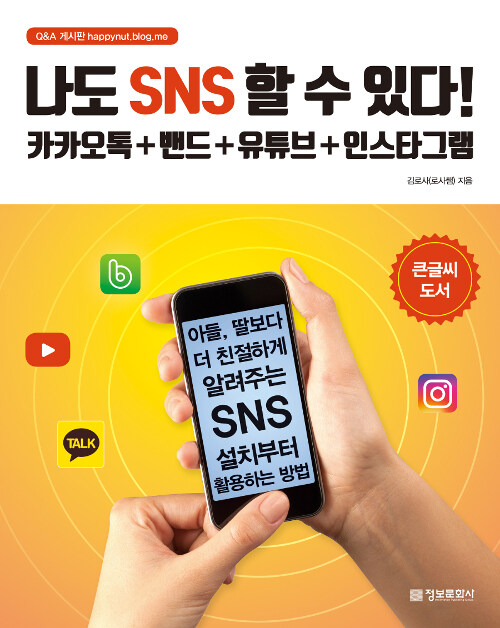 Q&A 게시판 happynut.blog.me
나도 SNS 할 수 있다!
카카오톡+밴드+유튜브+인스타그램
김로사(로사쌤) 지음
큰글씨
도서
아들, 딸보다
더 친절하게
알려주는
SNS
설치부터
활용하는 방법
b
TALK
정보문화사